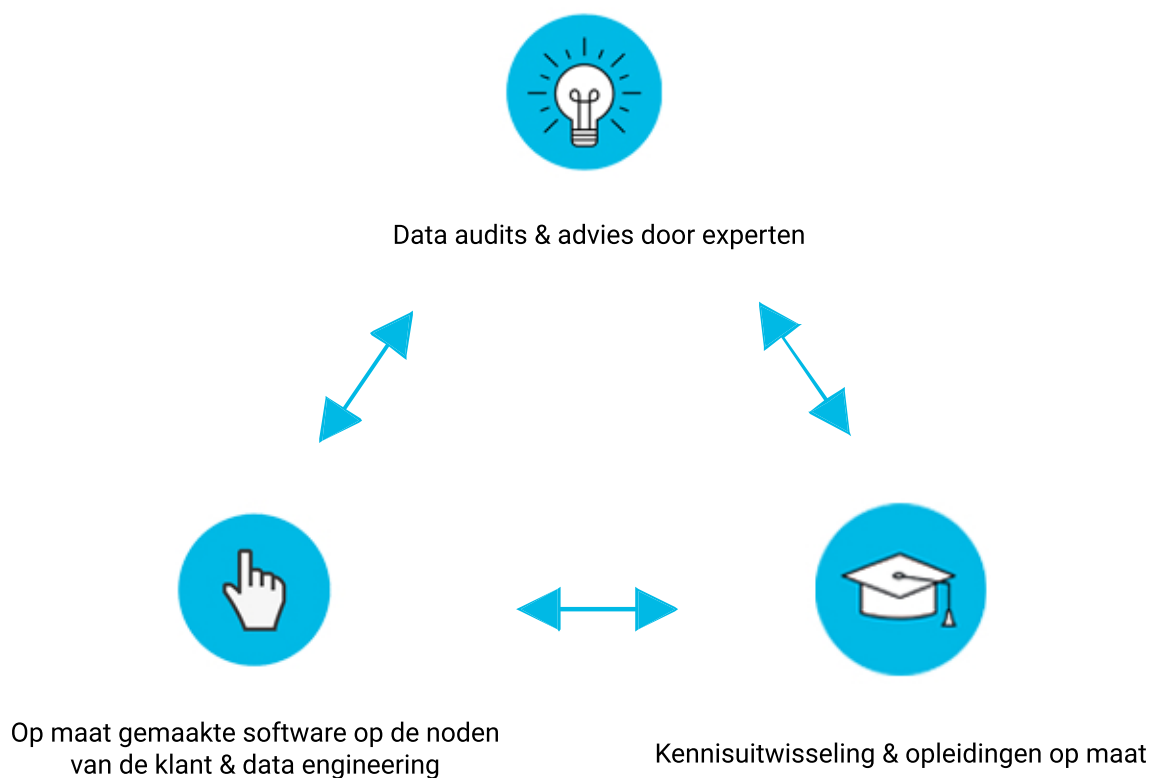 Data audits & advies door experten
Op maat gemaakte software op de noden
van de klant & data engineering
Kennisuitwisseling & opleidingen op maat